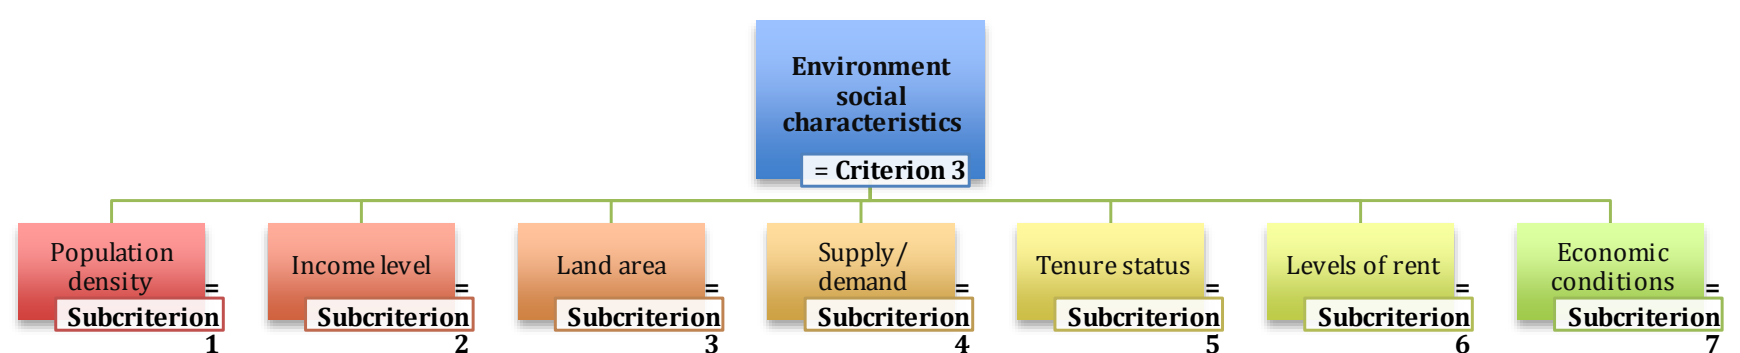 Environment
social
characteristics
= Criterion 3
Population
density
=
Subcriterion
1
Income level
=
Subcriterion
2
Land area
=
Subcriterion
3
Supply/
demand
=
Subcriterion
4
Tenure status
=
Subcriterion
5
Levels of rent
=
Subcriterion
6
Economic
conditions
=
Subcriterion
7